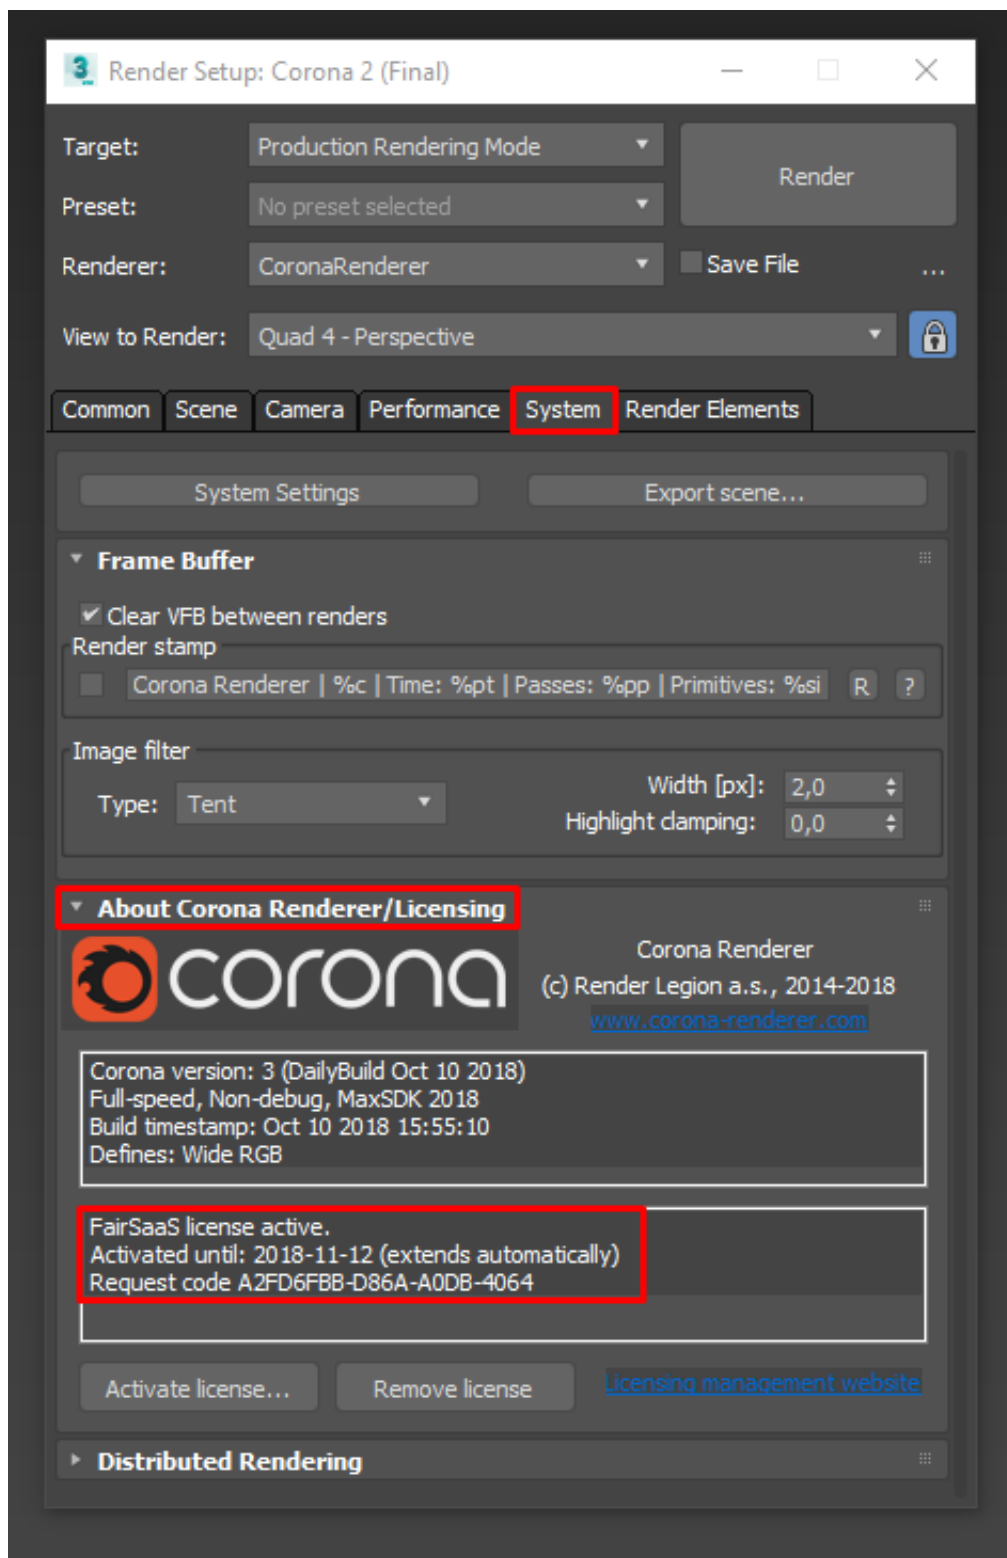 Render Setup: Corona 2 (Final)
Target: Production Rendering Mode
Render
Preset: No preset selected
Renderer: CoronaRenderer
Save File ...
View to Render: Quad 4 - Perspective
Common Scene Camera Performance System Render Elements
System Settings
Export scene...
Frame Buffer
Clear VFB between renders
Render stamp
Corona Renderer | %c | Time: %pt | Passes: %pp | Primitives: %si R ?
Image filter
Type: Tent
Width [px]: 2,0
Highlight clamping: 0,0
About Corona Renderer/Licensing
corona
Corona Renderer
(c) Render Legion a.s., 2014-2018
www.corona-renderer.com
Corona version: 3 (DailyBuild Oct 10 2018)
Full-speed, Non-debug, MaxSDK 2018
Build timestamp: Oct 10 2018 15:55:10
Defines: Wide RGB
FairSaaS license active.
Activated until: 2018-11-12 (extends automatically)
Request code A2FD6FBB-D86A-A0DB-4064
Activate license...
Remove license
Licensing management website
Distributed Rendering